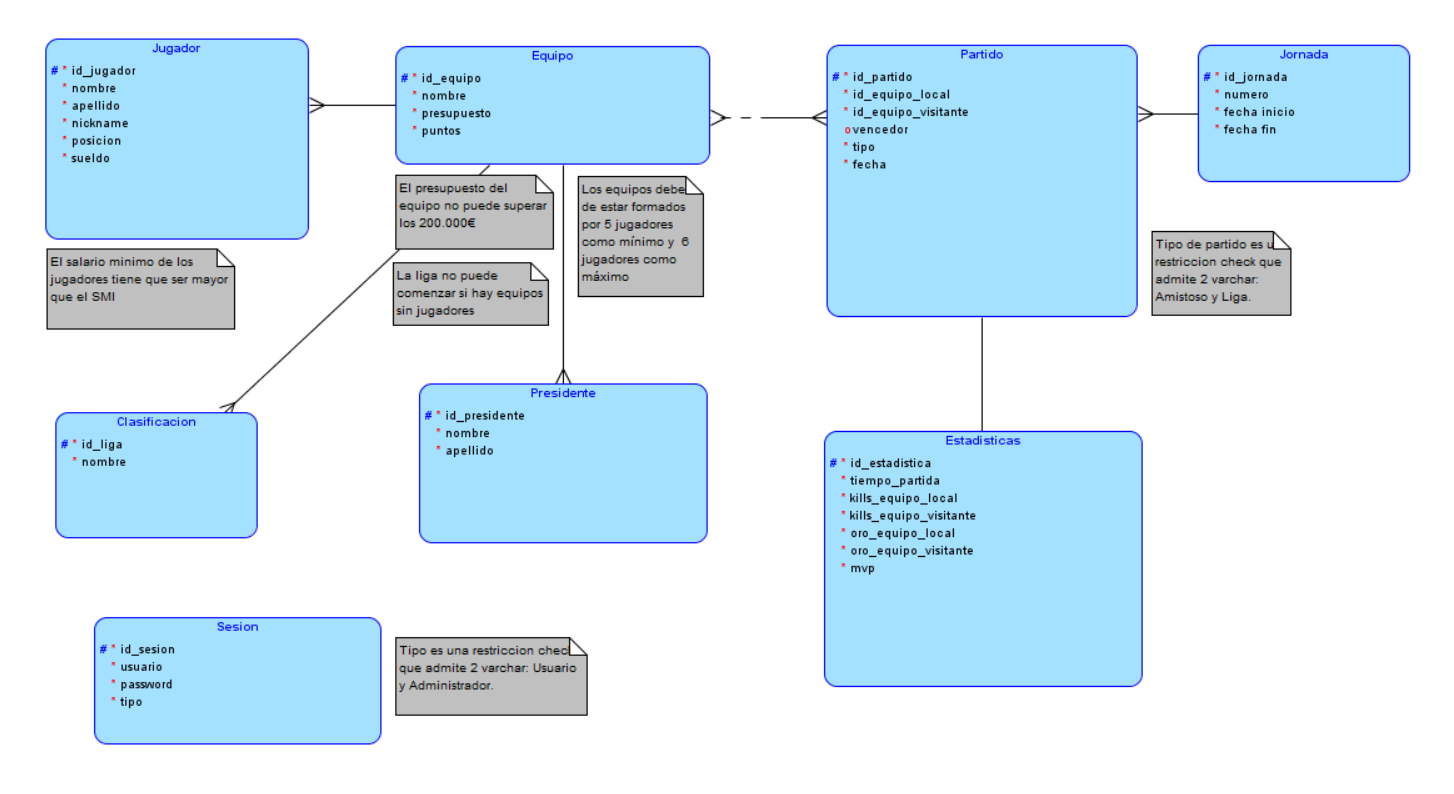 Jugador
# * id_jugador
* nombre
* apellido
* nickname
* posicion
* sueldo
Equipo
# * id_equipo
* nombre
* presupuesto
* puntos
Partido
# * id_partido
* id_equipo_local
* id_equipo_visitante
o vencedor
* tipo
* fecha
Jornada
# * id_jornada
* numero
* fecha inicio
* fecha fin
El salario minimo de los
jugadores tiene que ser mayor
que el SMI
El presupuesto del
equipo no puede superar
los 200.000€
La liga no puede
comenzar si hay equipos
sin jugadores
Los equipos debe
de estar formados
por 5 jugadores
como mínimo y 6
jugadores como
máximo
Tipo de partido es u
restriccion check que
admite 2 varchar:
Amistoso y Liga.
Clasificacion
# * id_liga
* nombre
Presidente
# * id_presidente
* nombre
* apellido
Estadisticas
# * id_estadistica
* tiempo_partida
* kills_equipo_local
* kills_equipo_visitante
* oro_equipo_local
* oro_equipo_visitante
* mvp
Sesion
# * id_sesion
* usuario
* password
* tipo
Tipo es una restriccion chec
que admite 2 varchar: Usuario
y Administrador.